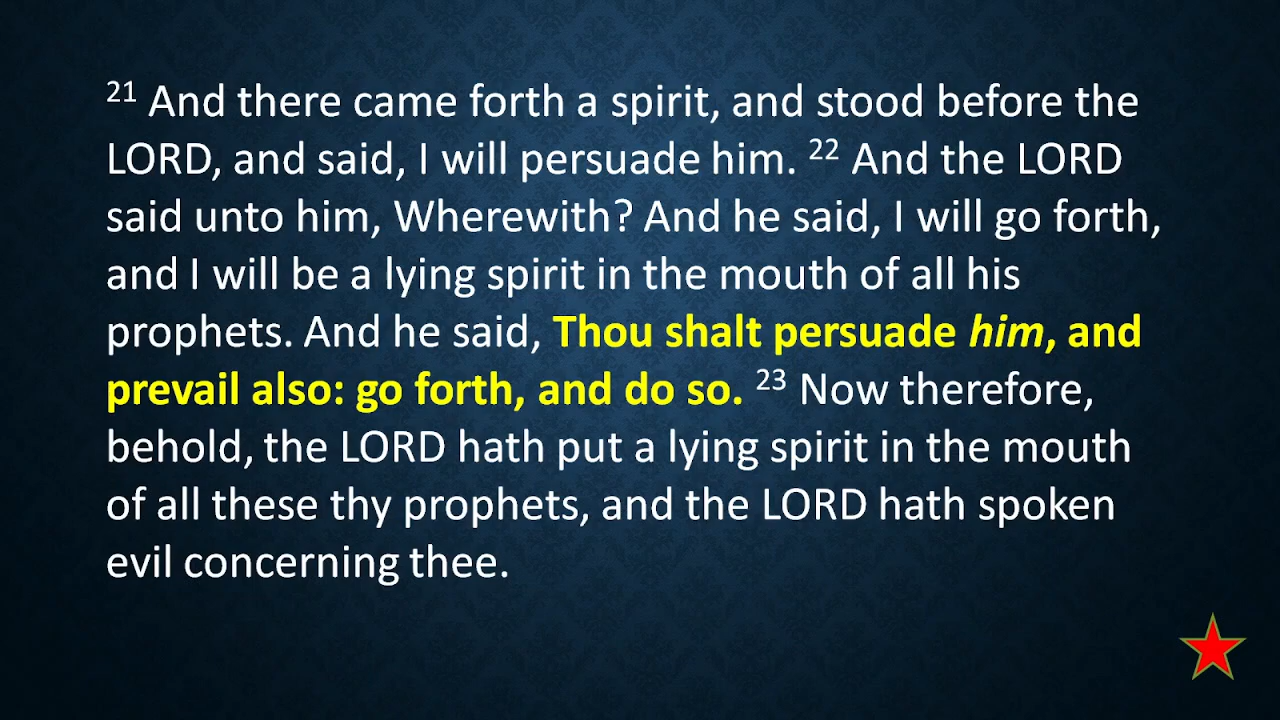 21 And there came forth a spirit, and stood before the
LORD, and said, I will persuade him. 22 And the LORD
said unto him, Wherewith? And he said, I will go forth,
and I will be a lying spirit in the mouth of all his
prophets. And he said, Thou shalt persuade him, and
prevail also: go forth, and do so. 23 Now therefore,
behold, the LORD hath put a lying spirit in the mouth
of all these thy prophets, and the LORD hath spoken
evil concerning thee.